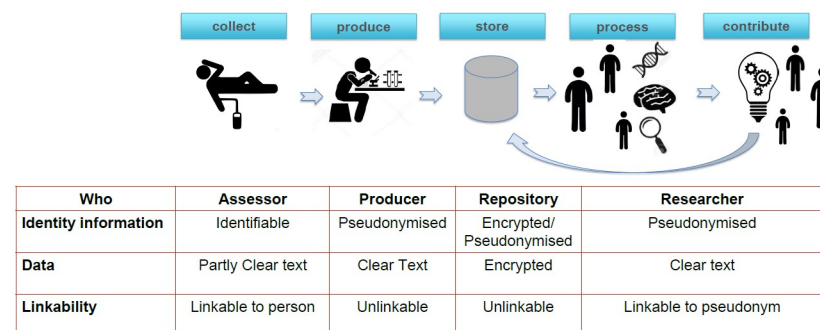 collect produce store process contribute
Who Assessor Producer Repository Researcher
Identity information Identifiable Pseudonymised Encrypted/ Pseudonymised
Pseudonymised
Data Partly Clear text Clear Text Encrypted Clear text
Linkability Linkable to person Unlinkable Unlinkable Linkable to pseudonym